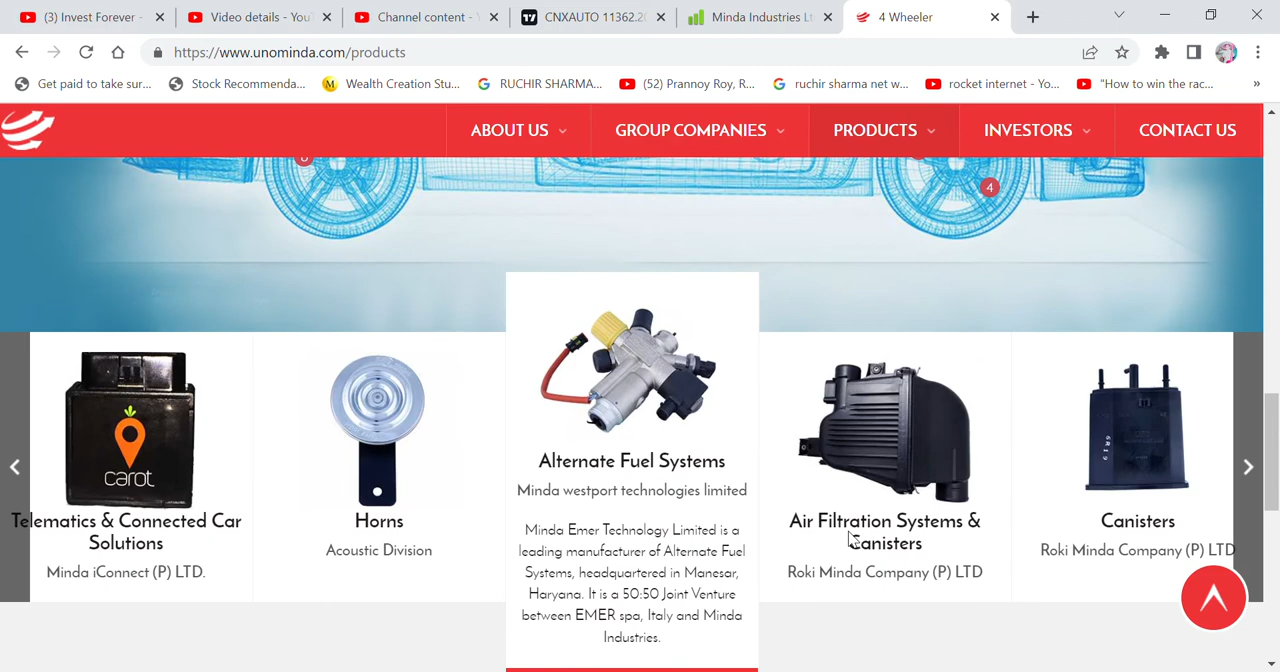 (3) Invest Forever -
Video details - YouT
Channel content -
CNXAUTO 11362.20
Minda Industries L
4 Wheeler
https://www.unominda.com/products
Get paid to take sur...
Stock Recommenda...
M
Wealth Creation Stu...
RUCHIR SHARMA...
(52) Prannoy Roy, R...
ruchir sharma net w...
rocket internet - Yo...
"How to win the rac...
»
ABOUT US
GROUP COMPANIES
PRODUCTS
INVESTORS
CONTACT US
4
carot
Telematics & Connected Car
Solutions
Minda iConnect (P) LTD.
Horns
Acoustic Division
Alternate Fuel Systems
Minda westport technologies limited
Minda Emer Technology Limited is a
leading manufacturer of Alternate Fuel
Systems, headquartered in Manesar,
Haryana. It is a 50:50 Joint Venture
between EMER spa, Italy and Minda
Industries.
Air Filtration Systems &
Canisters
Roki Minda Company (P) LTD
Canisters
Roki Minda Company (P) LTD